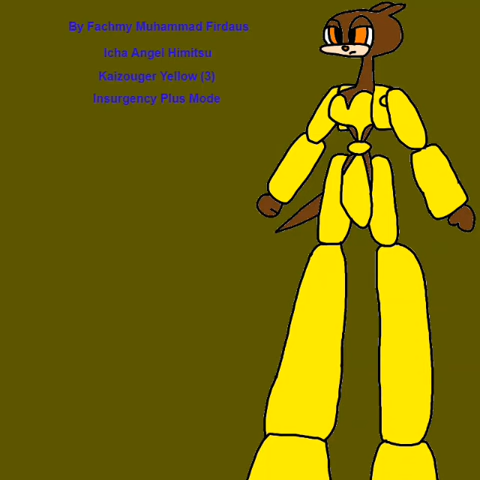 By Fachmy Muhammad Firdaus
Icha Angel Himitsu
Kaizouger Yellow (3)
Insurgency Plus Mode